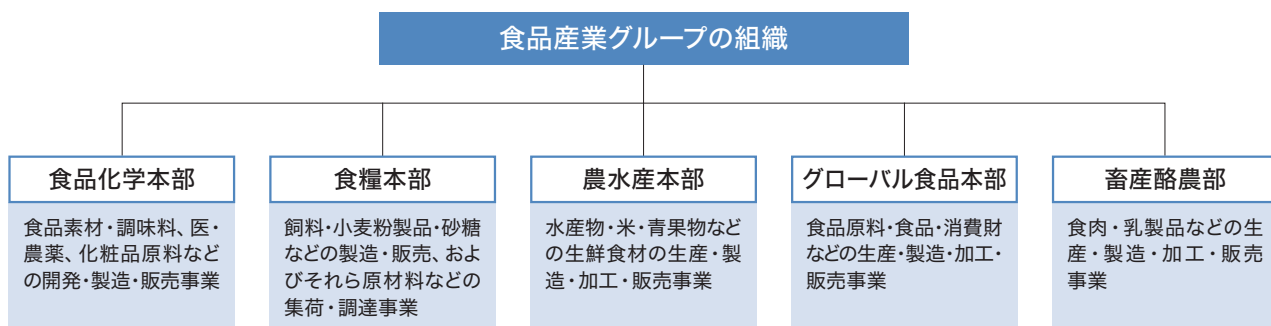 食品産業グループの組織
食品化学本部
食品素材・調味料、医・
農薬、化粧品原料など
の開発・製造・販売事業
食糧本部
飼料・小麦粉製品・砂糖
などの製造・販売、およ
びそれら原材料などの
集荷・調達事業
農水産本部
水産物・米・青果物など
の生鮮食材の生産・製
造・加工・販売事業
グローバル食品本部
食品原料・食品・消費財
などの生産・製造・加工・
販売事業
畜産酪農部
食肉・乳製品などの生
産・製造・加工・販売
事業